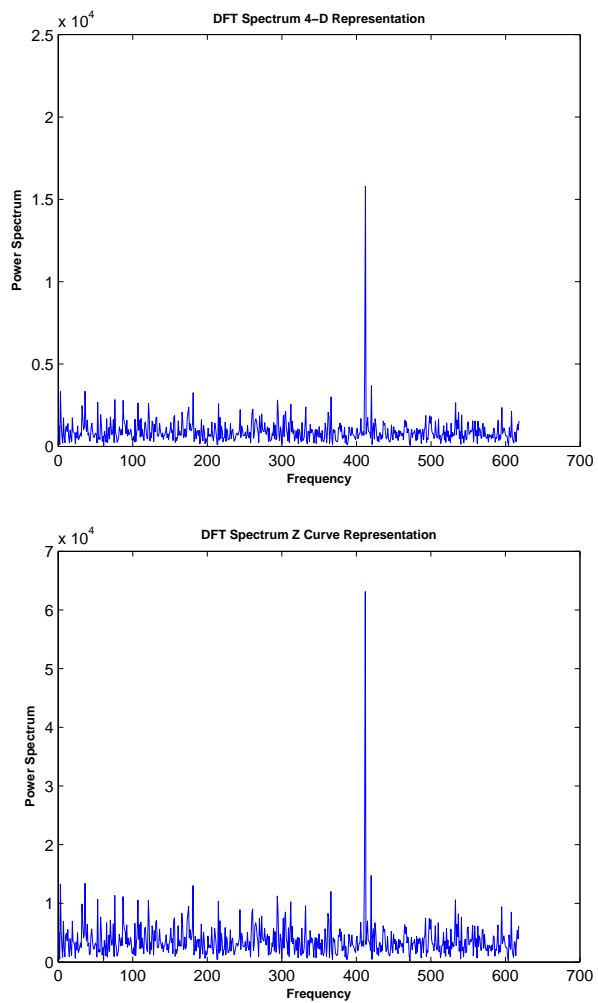 DFT Spectrum 4−D Representation
x 10^4
2.5
2
1.5
1
0.5
0
Power Spectrum
0 100 200 300 400 500 600 700
Frequency
DFT Spectrum Z Curve Representation
x 10^4
7
6
5
4
3
2
1
0
Power Spectrum
0 100 200 300 400 500 600 700
Frequency